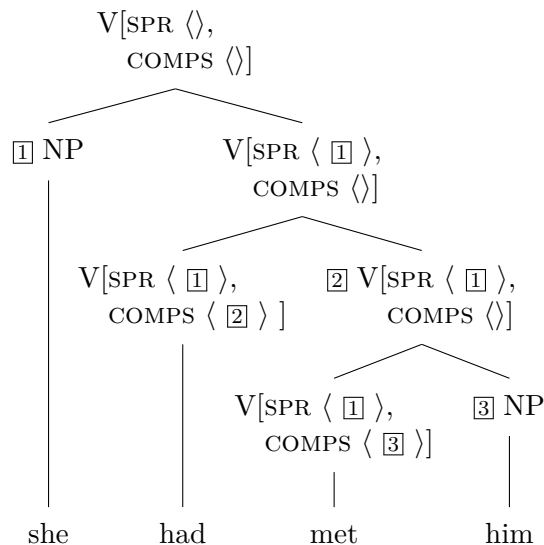 V[SPR ⟨⟩,
COMPS ⟨⟩]
1 NP
V[SPR ⟨ 1 ⟩,
COMPS ⟨⟩]
V[SPR ⟨ 1 ⟩,
COMPS ⟨ 2 ⟩ ]
2 V[SPR ⟨ 1 ⟩,
COMPS ⟨⟩]
V[SPR ⟨ 1 ⟩,
COMPS ⟨ 3 ⟩]
3 NP
she had met him